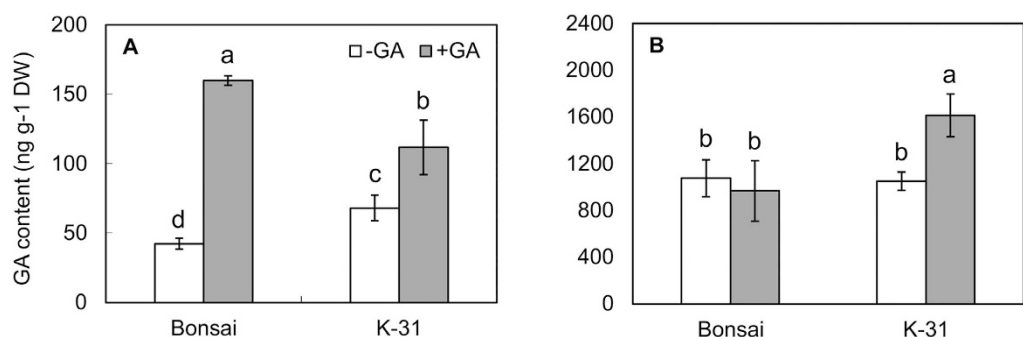 A
-GA +GA
GA content (ng g-1 DW)
200
150
100
50
0
a
b
c
d
Bonsai K-31
B
2400
2000
1600
1200
800
400
0
a
b b b
Bonsai K-31